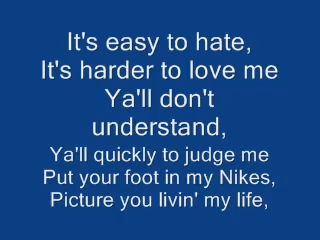 It's easy to hate,
It's harder to love me
Ya'll don't
understand,
Ya'll quickly to judge me
Put your foot in my Nikes,
Picture you livin' my life,